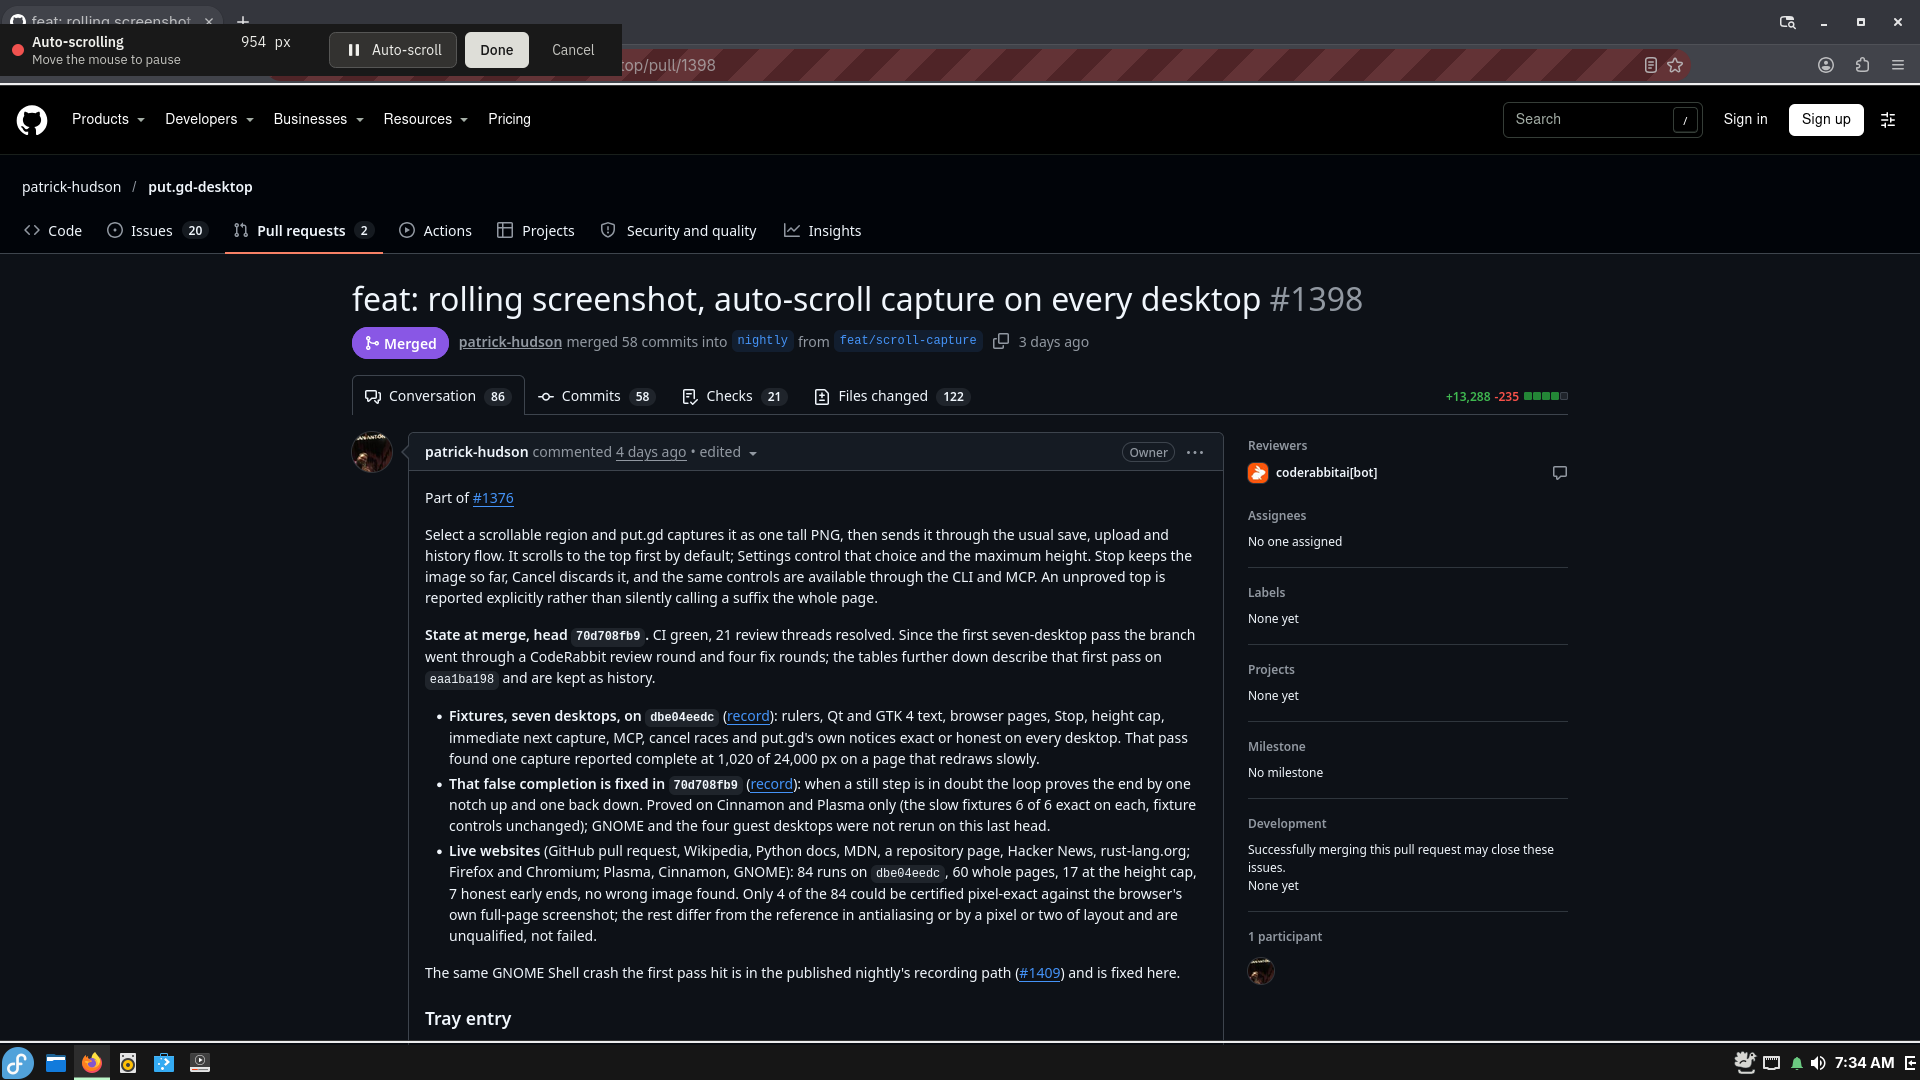 feat: rolling screenshot
Auto-scrolling
Move the mouse to pause
954 px
Auto-scroll
Done
Cancel
top/pull/1398
Products
Developers
Businesses
Resources
Pricing
Search
/
Sign in
Sign up
patrick-hudson / put.gd-desktop
Code
Issues 20
Pull requests 2
Actions
Projects
Security and quality
Insights
feat: rolling screenshot, auto-scroll capture on every desktop #1398
Merged
patrick-hudson merged 58 commits into nightly from feat/scroll-capture 3 days ago
Conversation 86
Commits 58
Checks 21
Files changed 122
+13,288 -235
patrick-hudson commented 4 days ago • edited
Owner
Part of #1376
Select a scrollable region and put.gd captures it as one tall PNG, then sends it through the usual save, upload and
history flow. It scrolls to the top first by default; Settings control that choice and the maximum height. Stop keeps the
image so far, Cancel discards it, and the same controls are available through the CLI and MCP. An unproved top is
reported explicitly rather than silently calling a suffix the whole page.
State at merge, head 70d708fb9. CI green, 21 review threads resolved. Since the first seven-desktop pass the branch
went through a CodeRabbit review round and four fix rounds; the tables further down describe that first pass on
eaa1ba198 and are kept as history.
• Fixtures, seven desktops, on dbe04eedc (record): rulers, Qt and GTK 4 text, browser pages, Stop, height cap,
immediate next capture, MCP, cancel races and put.gd's own notices exact or honest on every desktop. That pass
found one capture reported complete at 1,020 of 24,000 px on a page that redraws slowly.
• That false completion is fixed in 70d708fb9 (record): when a still step is in doubt the loop proves the end by one
notch up and one back down. Proved on Cinnamon and Plasma only (the slow fixtures 6 of 6 exact on each, fixture
controls unchanged); GNOME and the four guest desktops were not rerun on this last head.
• Live websites (GitHub pull request, Wikipedia, Python docs, MDN, a repository page, Hacker News, rust-lang.org;
Firefox and Chromium; Plasma, Cinnamon, GNOME): 84 runs on dbe04eedc, 60 whole pages, 17 at the height cap,
7 honest early ends, no wrong image found. Only 4 of the 84 could be certified pixel-exact against the browser's
own full-page screenshot; the rest differ from the reference in antialiasing or by a pixel or two of layout and are
unqualified, not failed.
The same GNOME Shell crash the first pass hit is in the published nightly's recording path (#1409) and is fixed here.
Tray entry
Reviewers
coderabbitai[bot]
Assignees
No one assigned
Labels
None yet
Projects
None yet
Milestone
No milestone
Development
Successfully merging this pull request may close these
issues.
None yet
1 participant
7:34 AM